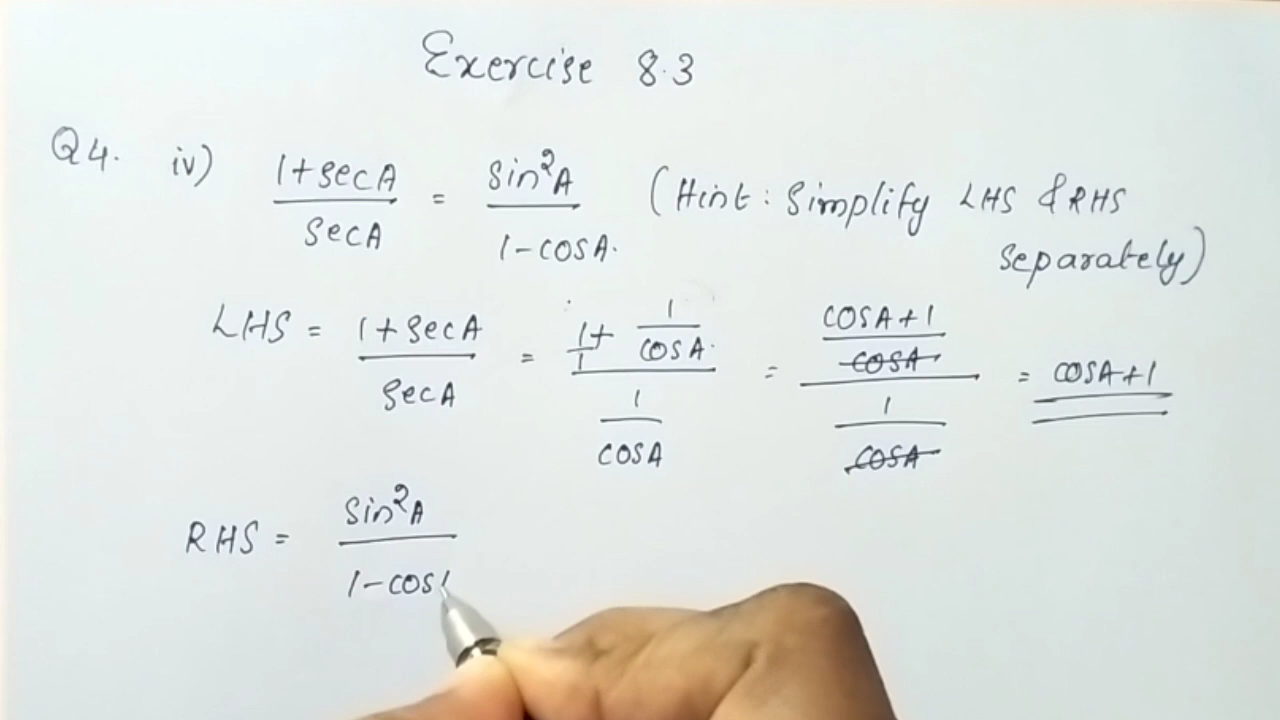 Exercise 8.3
Q4. iv) (1+secA)/(secA) = (sin²A)/(1-cosA). (Hint: Simplify LHS & RHS
separately)
LHS = (1+secA)/(secA) = (1/1 + 1/cosA.)/(1/cosA) = ((cosA+1)/cosA)/(1/cosA) = cosA+1
RHS = (sin²A)/(1-cos